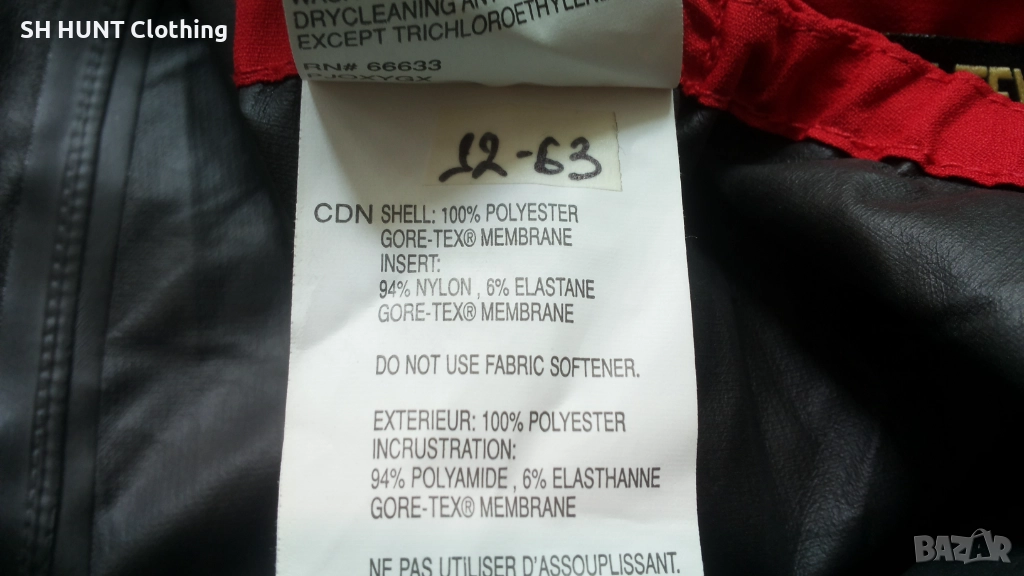 SH HUNT Clothing
DRYCLEANING
EXCEPT TRICHLOROETHYLENE
RN# 66633
PJOXYGX
12-63
CDN SHELL: 100% POLYESTER
GORE-TEX® MEMBRANE
INSERT:
94% NYLON , 6% ELASTANE
GORE-TEX® MEMBRANE
DO NOT USE FABRIC SOFTENER.
EXTERIEUR: 100% POLYESTER
INCRUSTRATION:
94% POLYAMIDE , 6% ELASTHANNE
GORE-TEX® MEMBRANE
NE PAS UTILISER D'ASSOUPLISSANT.
BAZAR